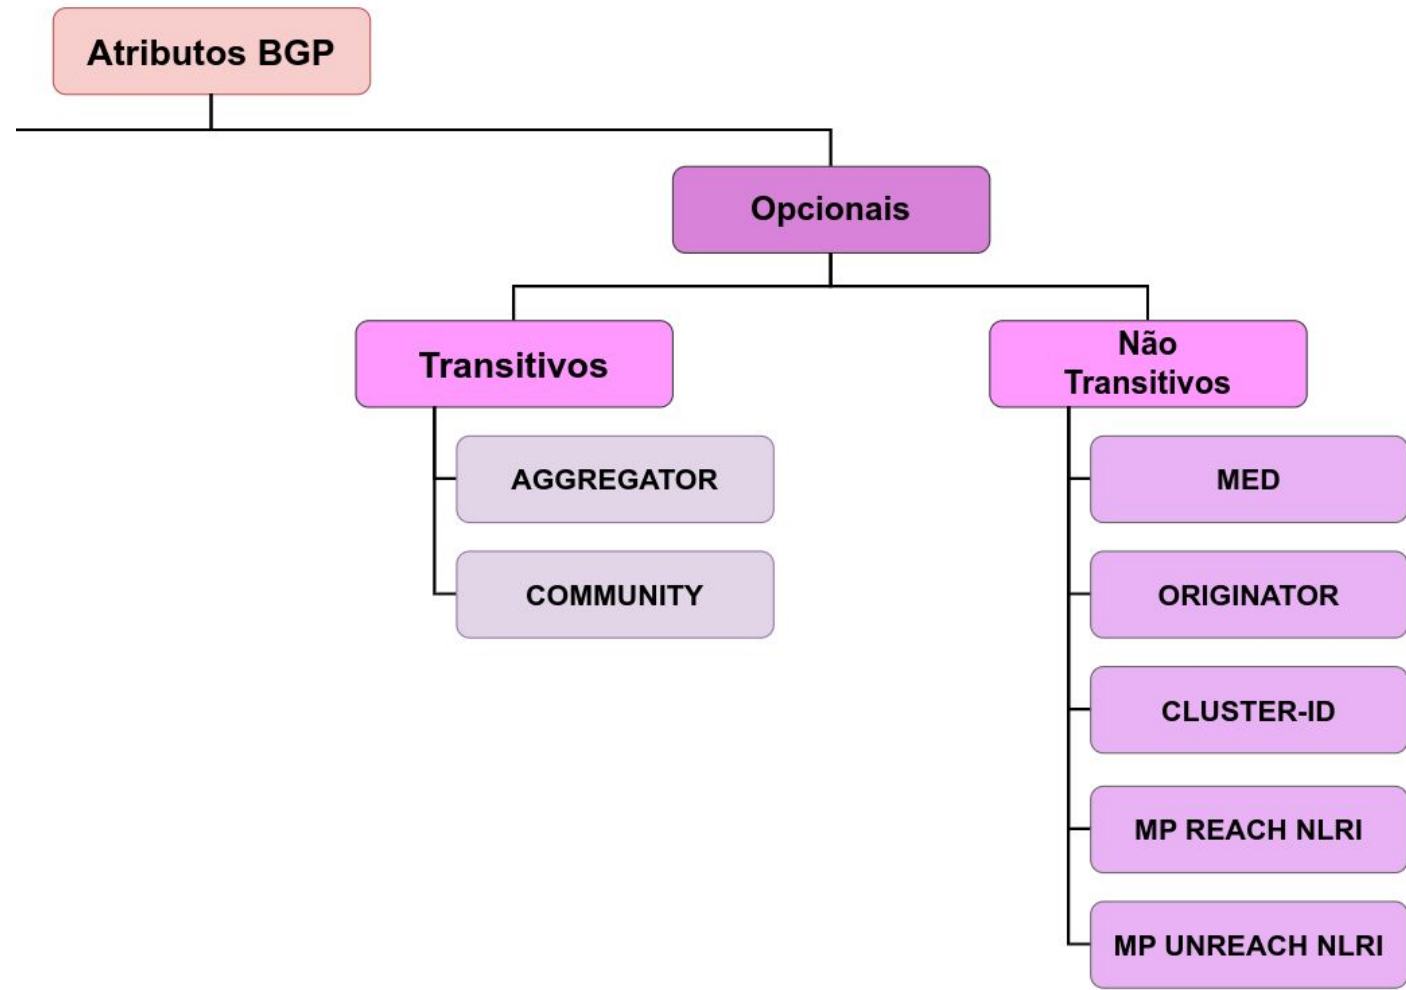 Atributos BGP
Opcionais
Transitivos
AGGREGATOR
COMMUNITY
Não
Transitivos
MED
ORIGINATOR
CLUSTER-ID
MP REACH NLRI
MP UNREACH NLRI